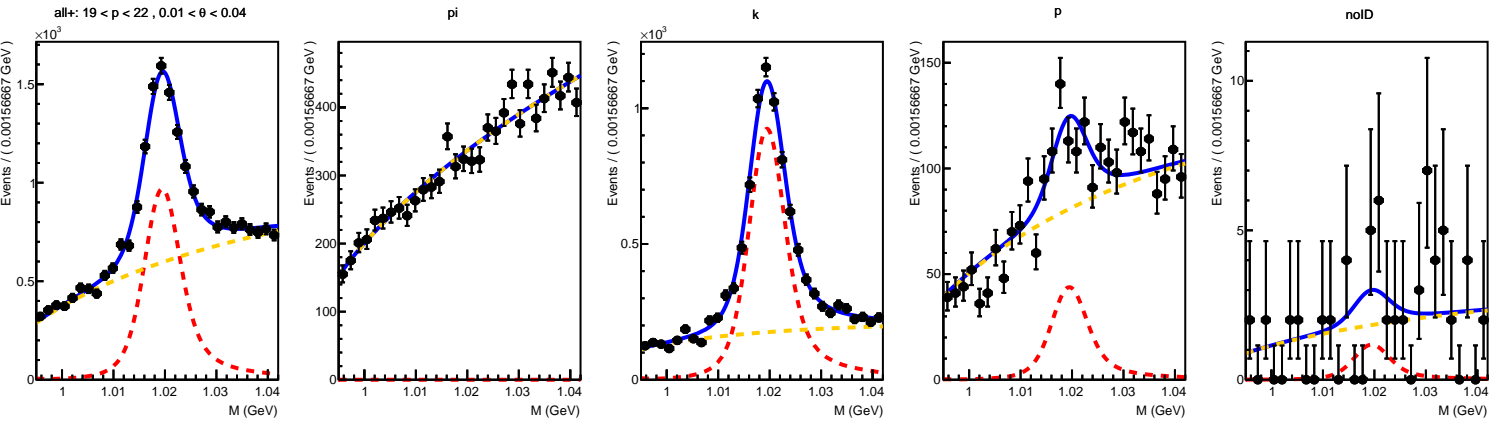 all+: 19 < p < 22 , 0.01 < θ < 0.04
×10³
Events / ( 0.00156667 GeV )
1.5
1
0.5
0
1 1.01 1.02 1.03 1.04
M (GeV)
pi
Events / ( 0.00156667 GeV )
400
300
200
100
0
1 1.01 1.02 1.03 1.04
M (GeV)
k
×10³
Events / ( 0.00156667 GeV )
1
0.5
0
1 1.01 1.02 1.03 1.04
M (GeV)
p
Events / ( 0.00156667 GeV )
150
100
50
0
1 1.01 1.02 1.03 1.04
M (GeV)
noID
Events / ( 0.00156667 GeV )
10
5
0
1 1.01 1.02 1.03 1.04
M (GeV)